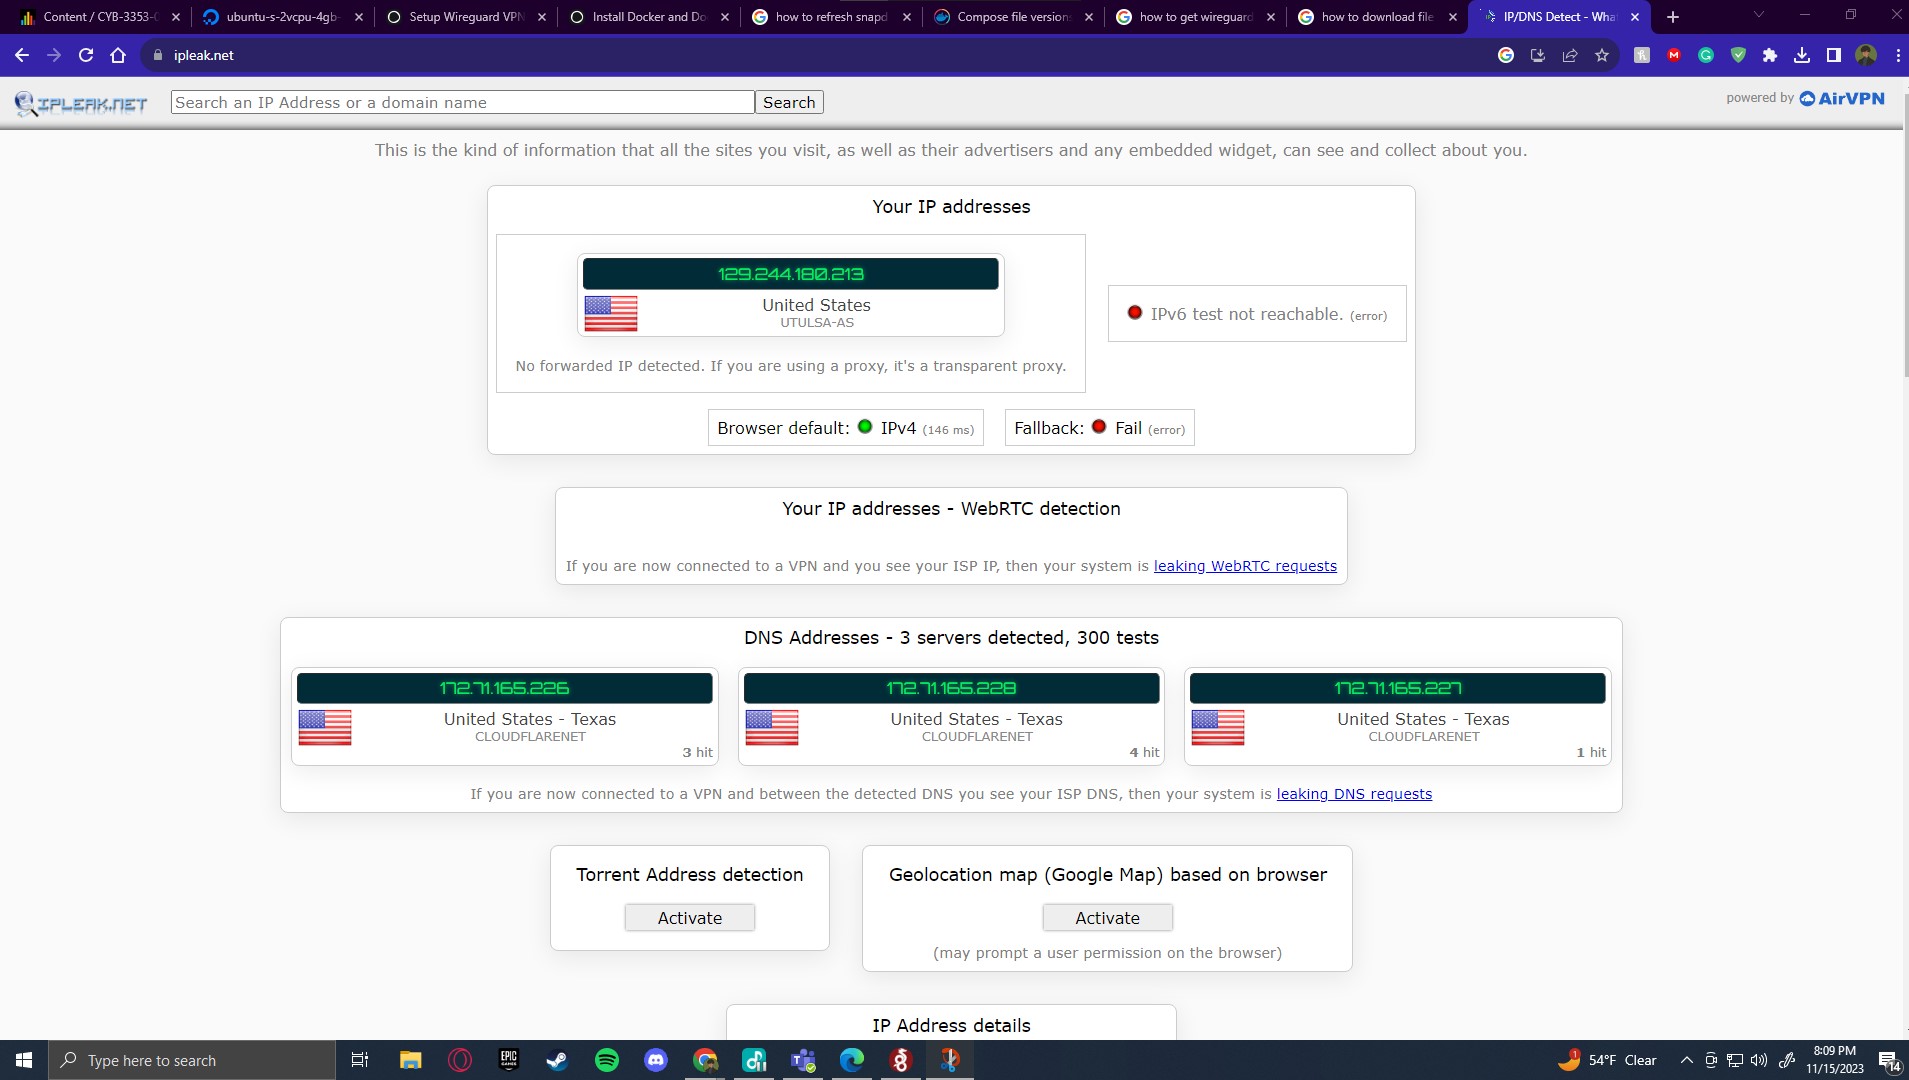 Content / CYB-3353-0
ubuntu-s-2vcpu-4gb-
Setup Wireguard VPN
Install Docker and Do
how to refresh snapd
Compose file versions
how to get wireguard
how to download file
IP/DNS Detect - What
ipleak.net
IPLEAK.NET
Search an IP Address or a domain name
Search
powered by AirVPN
This is the kind of information that all the sites you visit, as well as their advertisers and any embedded widget, can see and collect about you.
Your IP addresses
129.244.180.213
United States
UTULSA-AS
No forwarded IP detected. If you are using a proxy, it's a transparent proxy.
IPv6 test not reachable. (error)
Browser default: IPv4 (146 ms)
Fallback: Fail (error)
Your IP addresses - WebRTC detection
If you are now connected to a VPN and you see your ISP IP, then your system is leaking WebRTC requests
DNS Addresses - 3 servers detected, 300 tests
172.71.165.226
United States - Texas
CLOUDFLARENET
3 hit
172.71.165.228
United States - Texas
CLOUDFLARENET
4 hit
172.71.165.227
United States - Texas
CLOUDFLARENET
1 hit
If you are now connected to a VPN and between the detected DNS you see your ISP DNS, then your system is leaking DNS requests
Torrent Address detection
Activate
Geolocation map (Google Map) based on browser
Activate
(may prompt a user permission on the browser)
IP Address details
Type here to search
EPIC
GAMES
1
54°F Clear
8:09 PM
11/15/2023
14